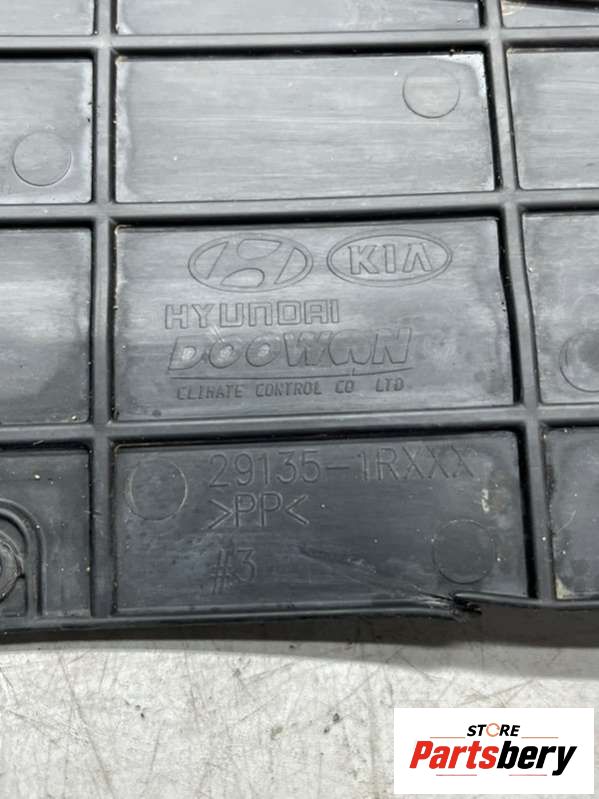 KIA
HYUNDAI
DOOWON
CLIMATE CONTROL CO LTD
29135-1RXXX
>PP<
#3
STORE
Partsbery